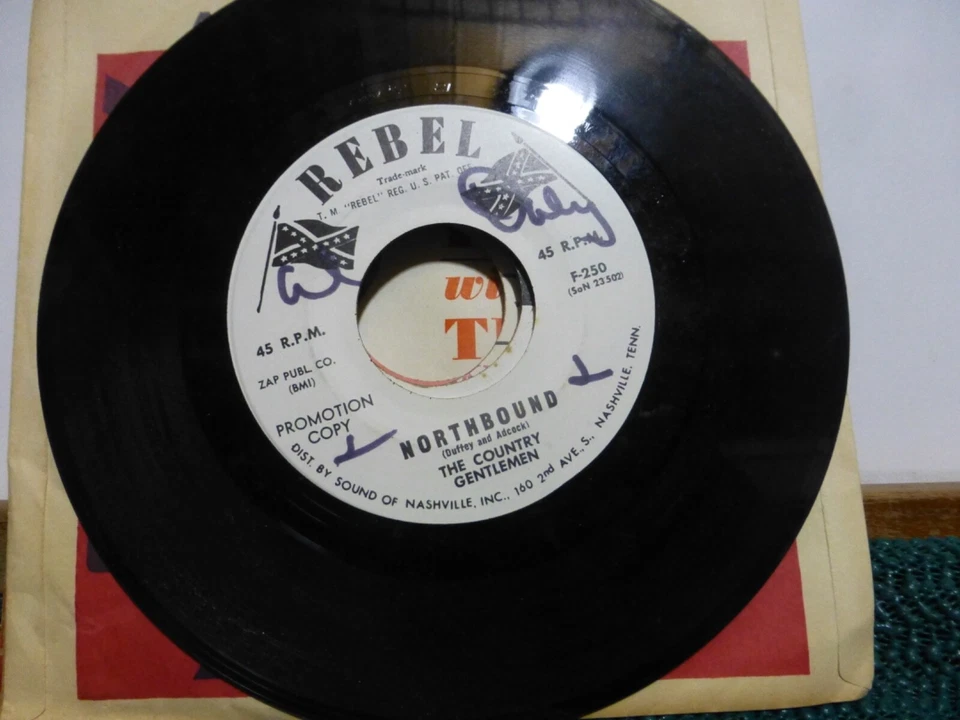 REBEL
Trade-mark
T. M. "REBEL" REG. U. S. PAT. OFF.
45 R.P.M.
F-250
(SoN 23502)
45 R.P.M.
ZAP PUBL. CO.
(BMI)
PROMOTION
COPY
NORTHBOUND
(Duffey and Adcock)
THE COUNTRY
GENTLEMEN
DIST. BY SOUND OF NASHVILLE, INC., 160 2nd AVE., S., NASHVILLE, TENN.